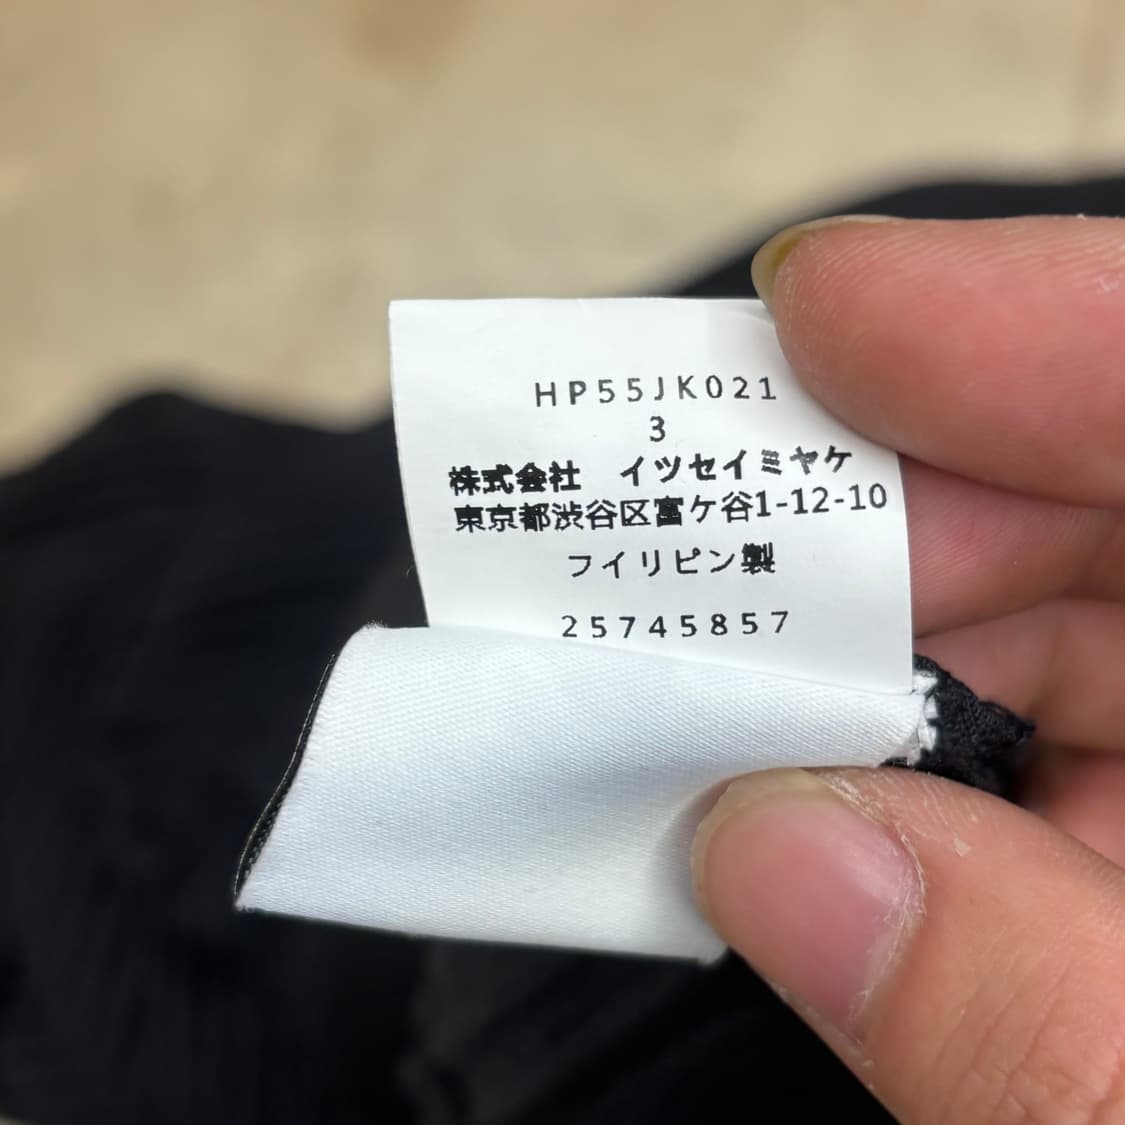 HP55JK021
3
株式会社　イツセイミヤケ
東京都渋谷区富ケ谷1-12-10
フイリピン製
25745857